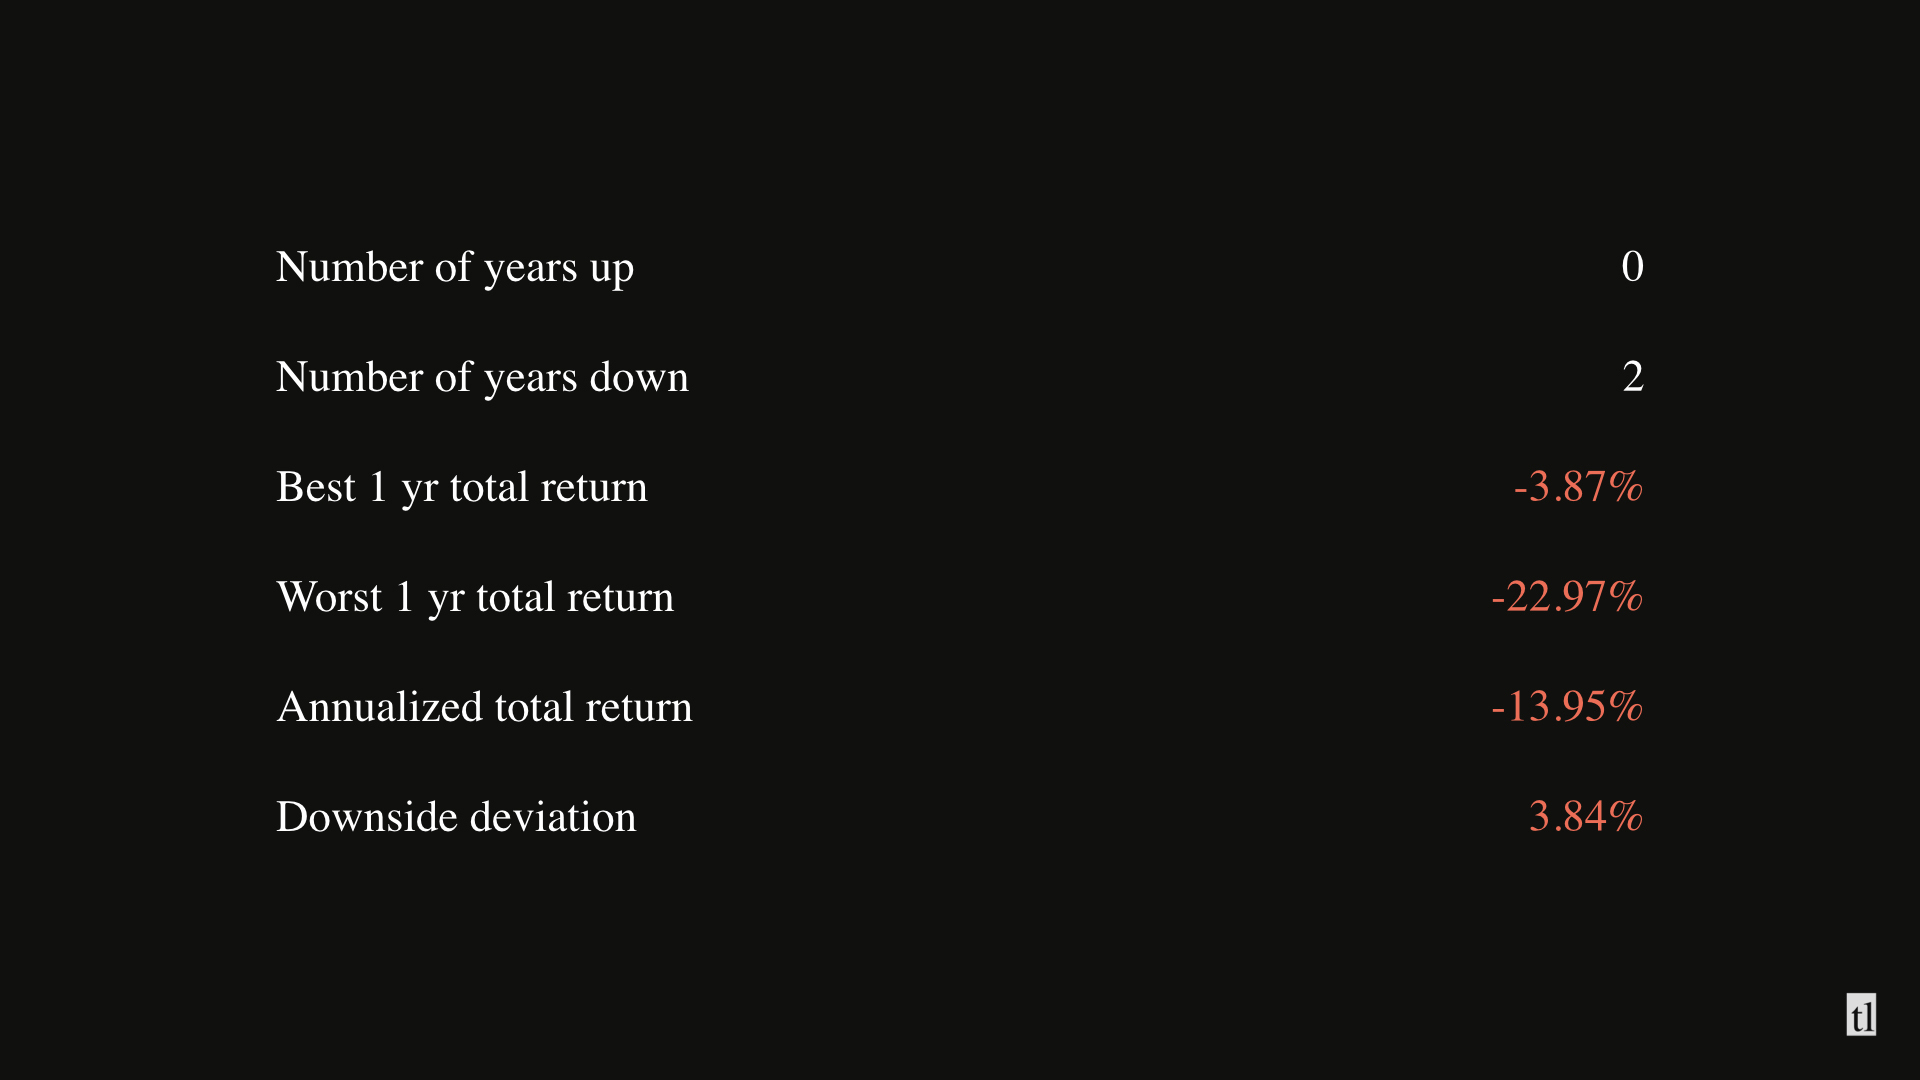 Number of years up 0
Number of years down 2
Best 1 yr total return -3.87%
Worst 1 yr total return -22.97%
Annualized total return -13.95%
Downside deviation 3.84%
tl